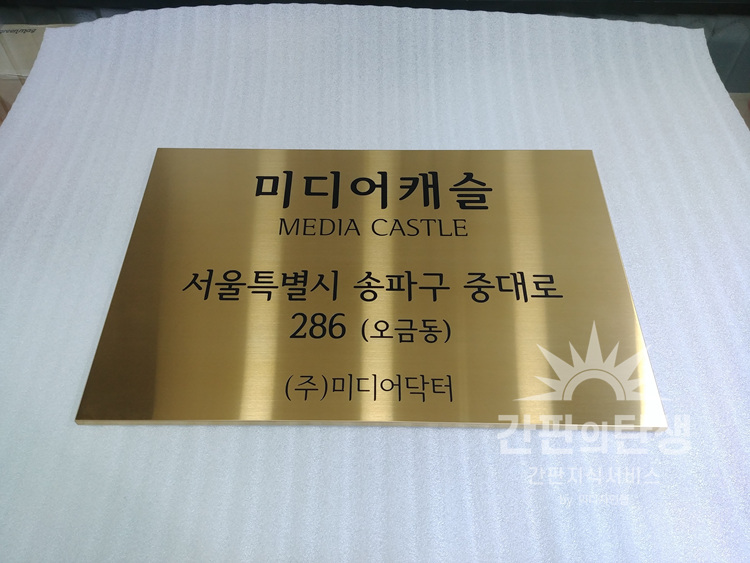 미디어캐슬
MEDIA CASTLE
서울특별시 송파구 중대로
286 (오금동)
(주)미디어닥터
간판의탄생
간판지식서비스